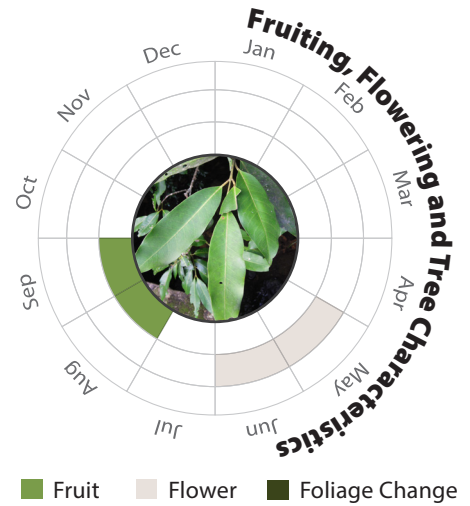 Fruiting, Flowering and Tree Characteristics
Jan
Feb
Mar
Apr
May
Jun
Jul
Aug
Sep
Oct
Nov
Dec
Fruit
Flower
Foliage Change